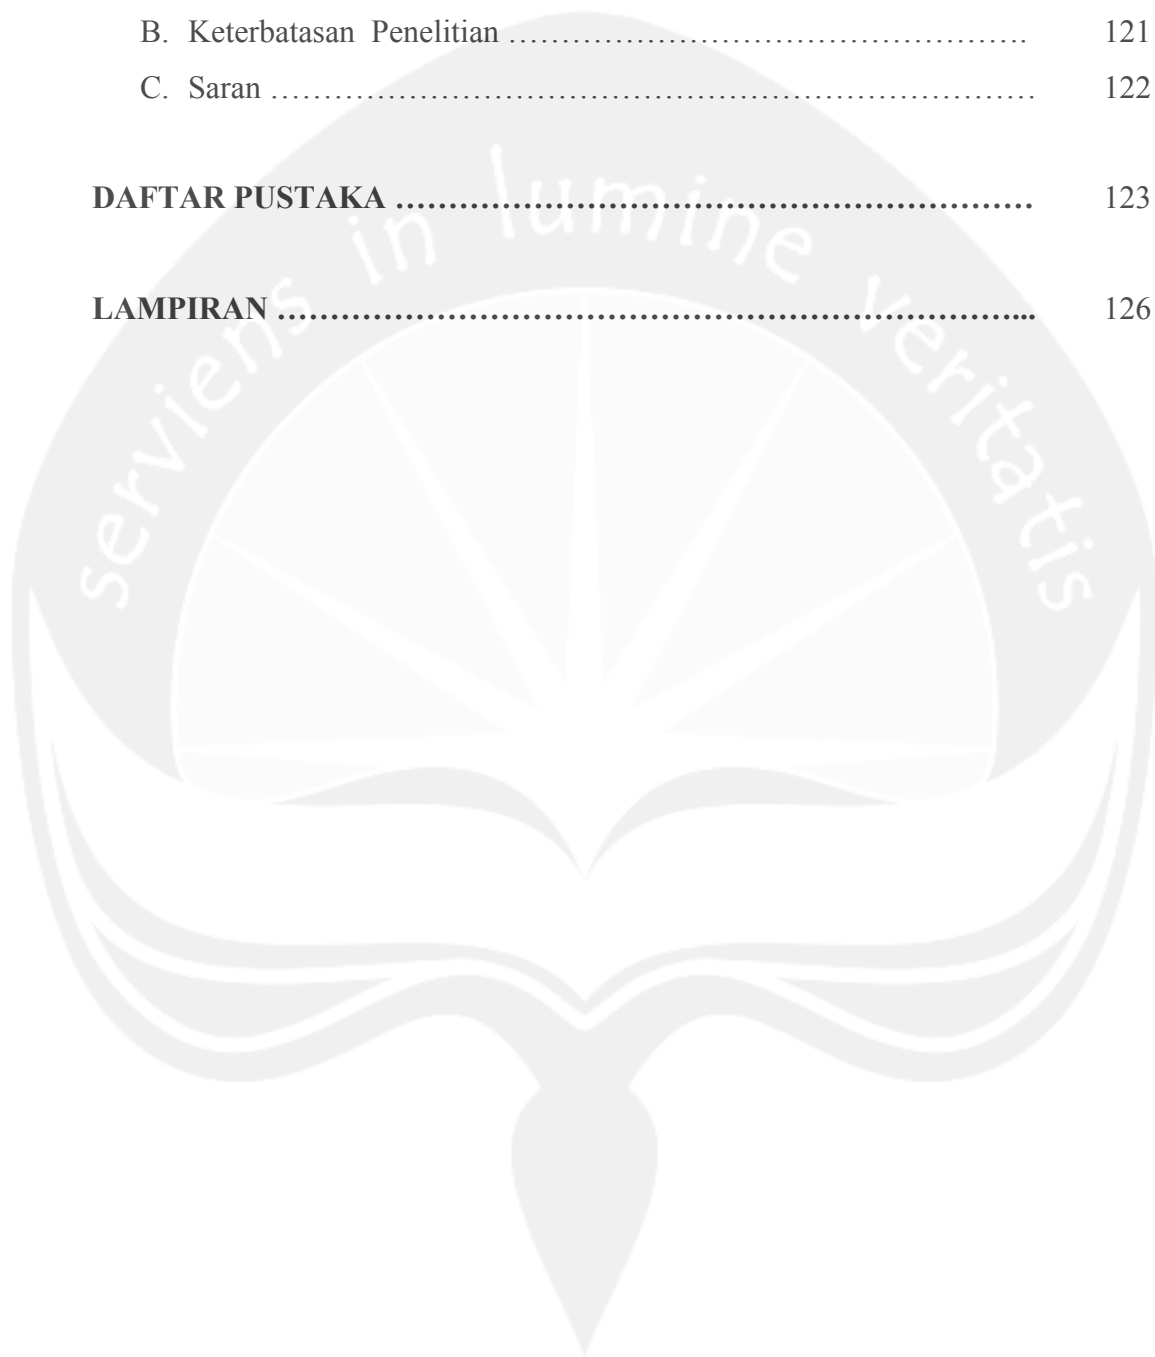 B. Keterbatasan Penelitian …………………………………………. 121
C. Saran ……………………………………………………………… 122
DAFTAR PUSTAKA …………………………………………………… 123
serviens in lumine veritatis
LAMPIRAN ……………………………………………………………... 126